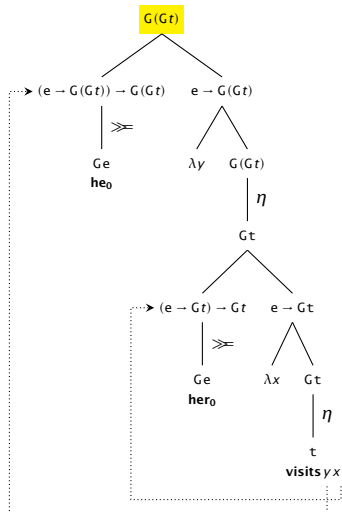 G(Gt)
(e → G(Gt)) → G(Gt) e → G(Gt)
≫=
Ge λy G(Gt)
he₀
η
Gt
(e → Gt) → Gt e → Gt
≫=
Ge λx Gt
her₀
η
t
visits y x